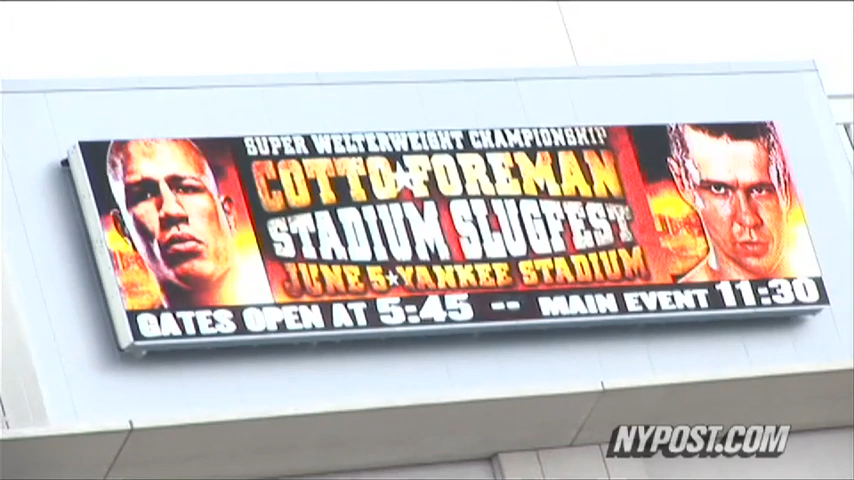 SUPER WELTERWEIGHT CHAMPIONSHIP
COTTO★FOREMAN
STADIUM SLUGFEST
JUNE 5★YANKEE STADIUM
GATES OPEN AT 5:45 -- MAIN EVENT 11:30
NYPOST.COM